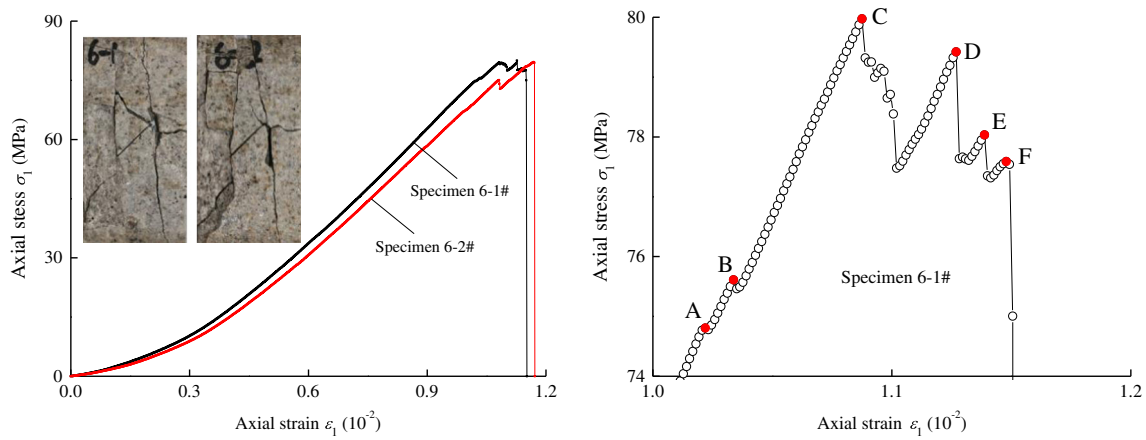 90
60
30
0
0.0
0.3
0.6
0.9
1.2
Axial stess σ1 (MPa)
Axial strain ε1 (10-2)
6-1
Specimen 6-1#
Specimen 6-2#
80
78
76
74
1.0
1.1
1.2
Axial stress σ1 (MPa)
Axial strain ε1 (10-2)
A
B
C
D
E
F
Specimen 6-1#